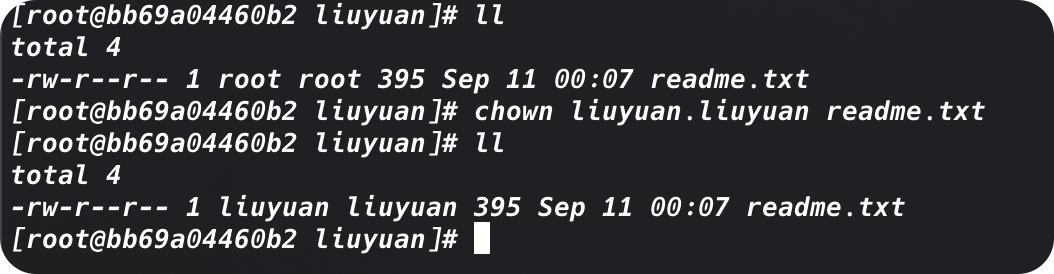 [root@bb69a04460b2 liuyuan]# ll
total 4
-rw-r--r-- 1 root root 395 Sep 11 00:07 readme.txt
[root@bb69a04460b2 liuyuan]# chown liuyuan.liuyuan readme.txt
[root@bb69a04460b2 liuyuan]# ll
total 4
-rw-r--r-- 1 liuyuan liuyuan 395 Sep 11 00:07 readme.txt
[root@bb69a04460b2 liuyuan]#